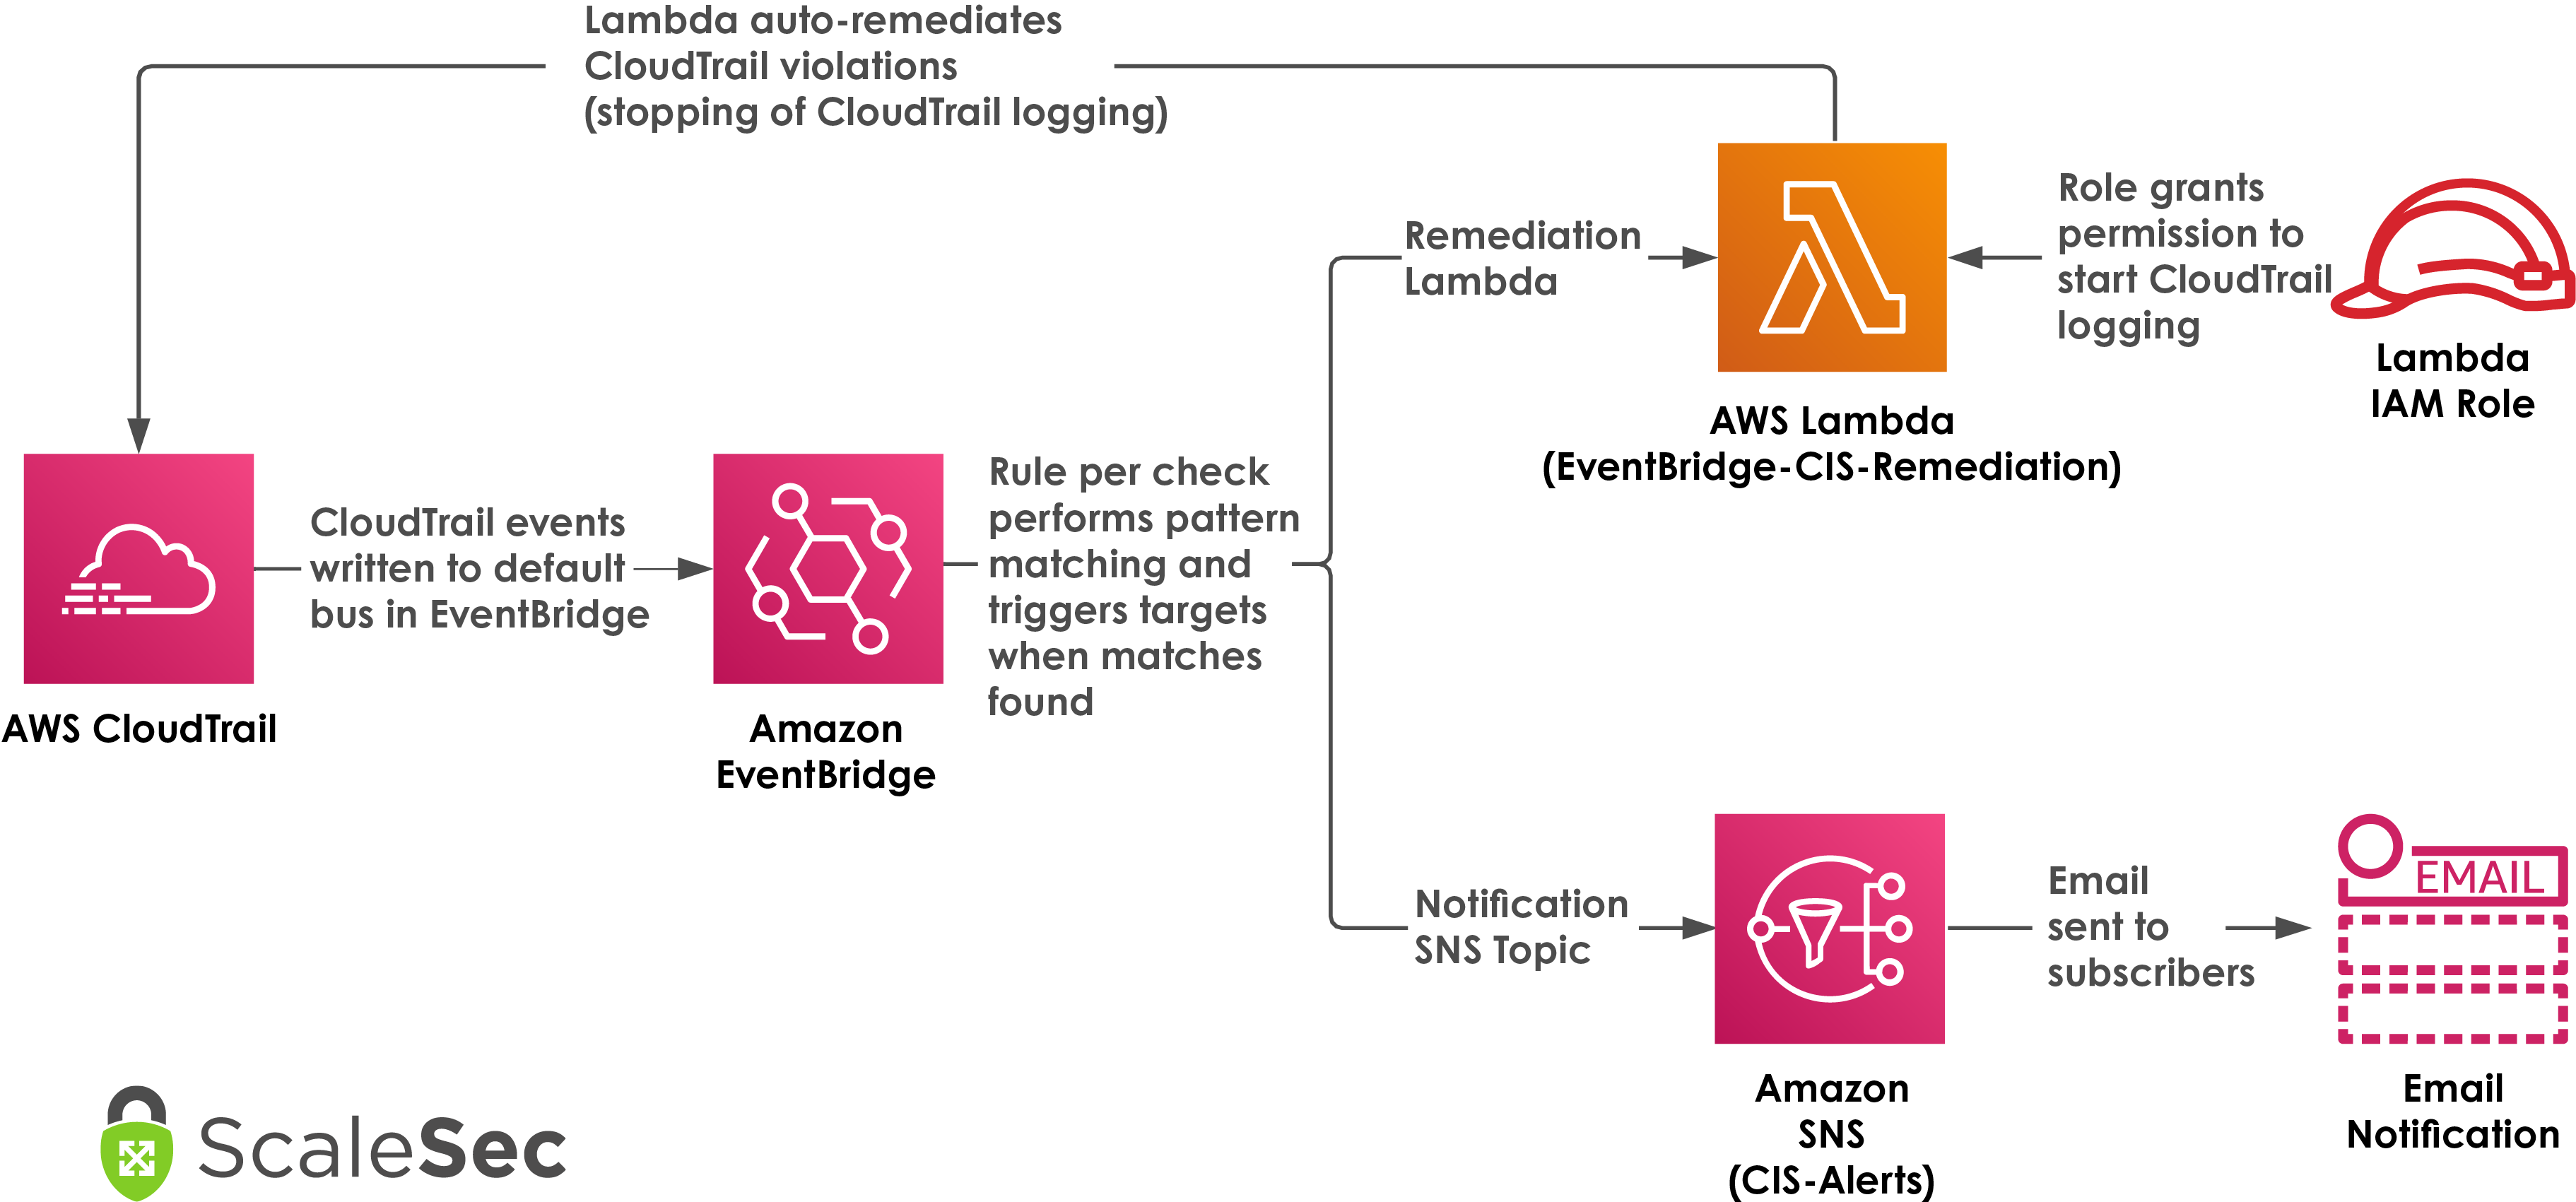 Lambda auto-remediates
CloudTrail violations
(stopping of CloudTrail logging)
Remediation
Lambda
Role grants
permission to
start CloudTrail
logging
Lambda
IAM Role
AWS Lambda
(EventBridge-CIS-Remediation)
CloudTrail events
written to default
bus in EventBridge
AWS CloudTrail
Amazon
EventBridge
Rule per check
performs pattern
matching and
triggers targets
when matches
found
Notification
SNS Topic
Amazon
SNS
(CIS-Alerts)
Email
sent to
subscribers
EMAIL
Email
Notification
ScaleSec